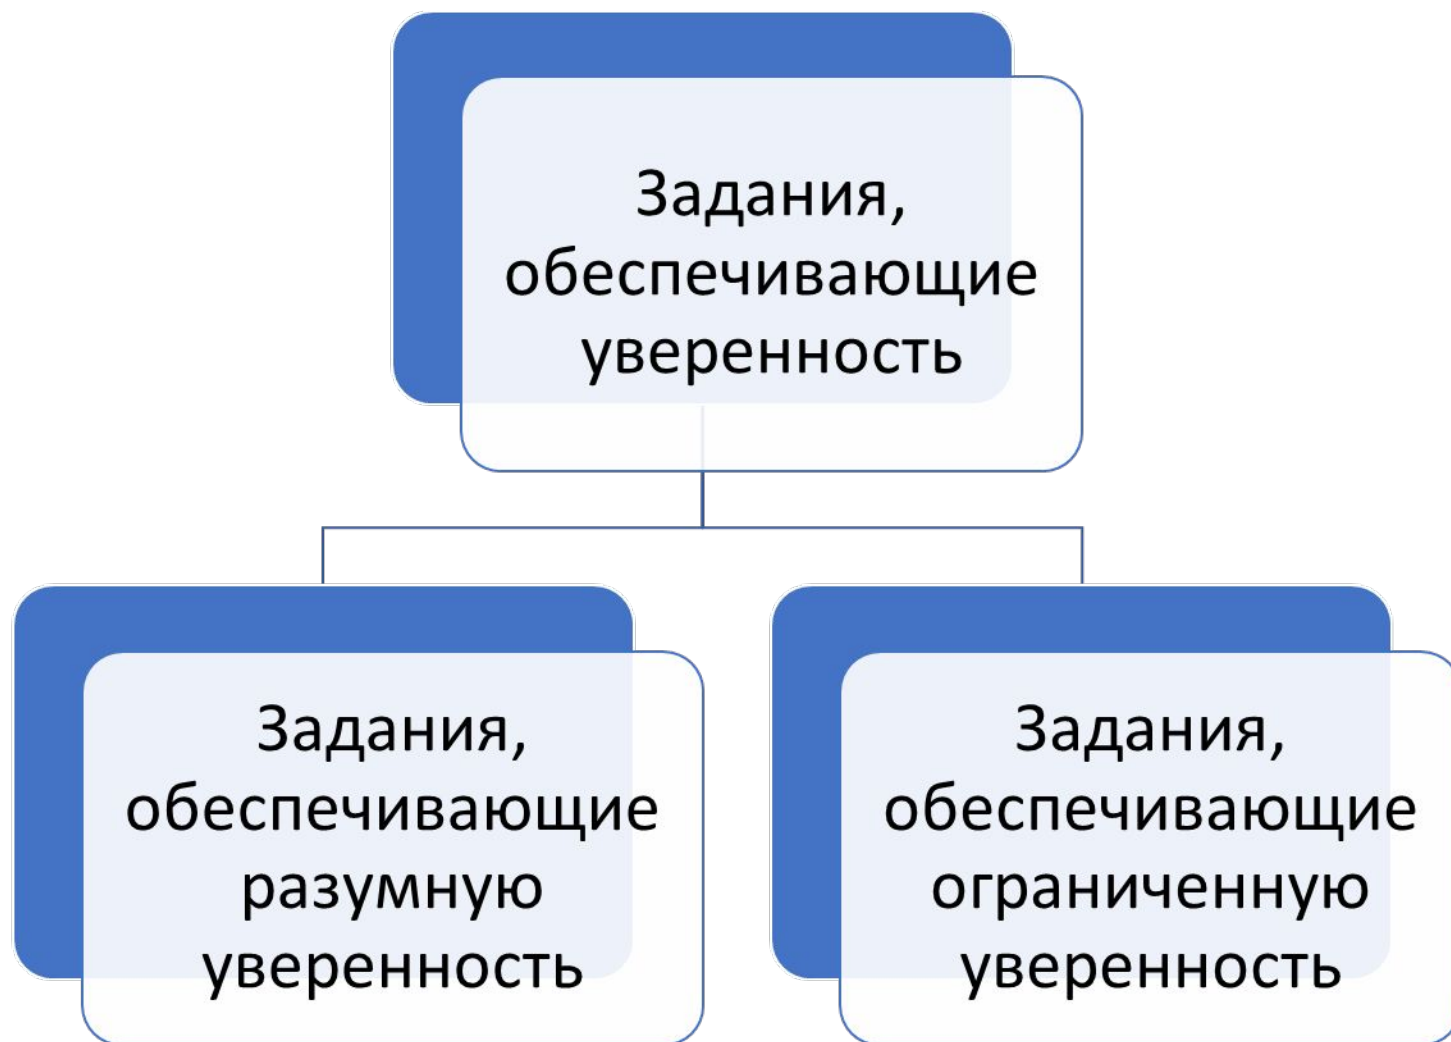 Задания,
обеспечивающие
уверенность
Задания,
обеспечивающие
разумную
уверенность
Задания,
обеспечивающие
ограниченную
уверенность